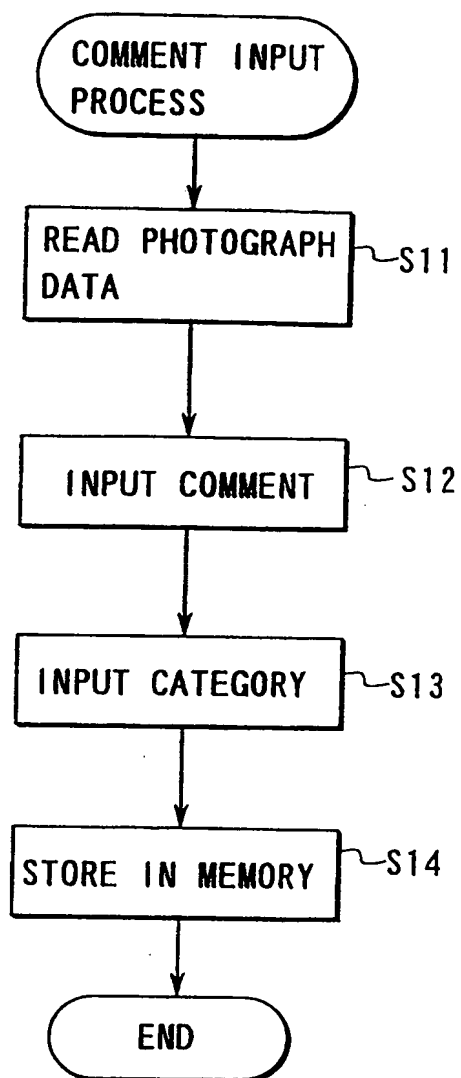 COMMENT INPUT
PROCESS
READ PHOTOGRAPH
DATA
S11
INPUT COMMENT
S12
INPUT CATEGORY
S13
STORE IN MEMORY
S14
END